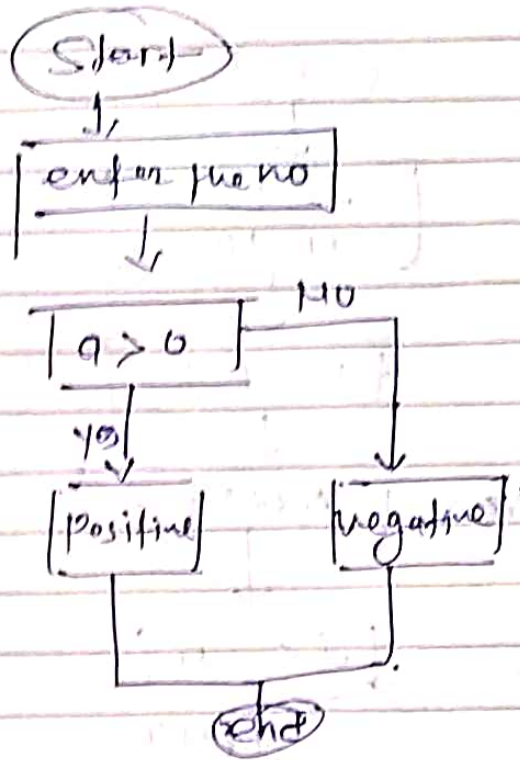 Start
enter the no
a > 0
NO
yes
Positive
Negative
end